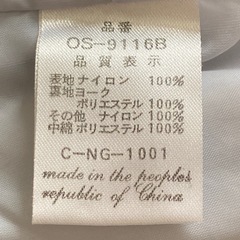 品番
OS-9116B
品質表示
表地ナイロン 100%
裏地ヨーク
ポリエステル 100%
その他 ナイロン 100%
中綿ポリエステル 100%
C-NG-1001
made in the peoples
republic of China